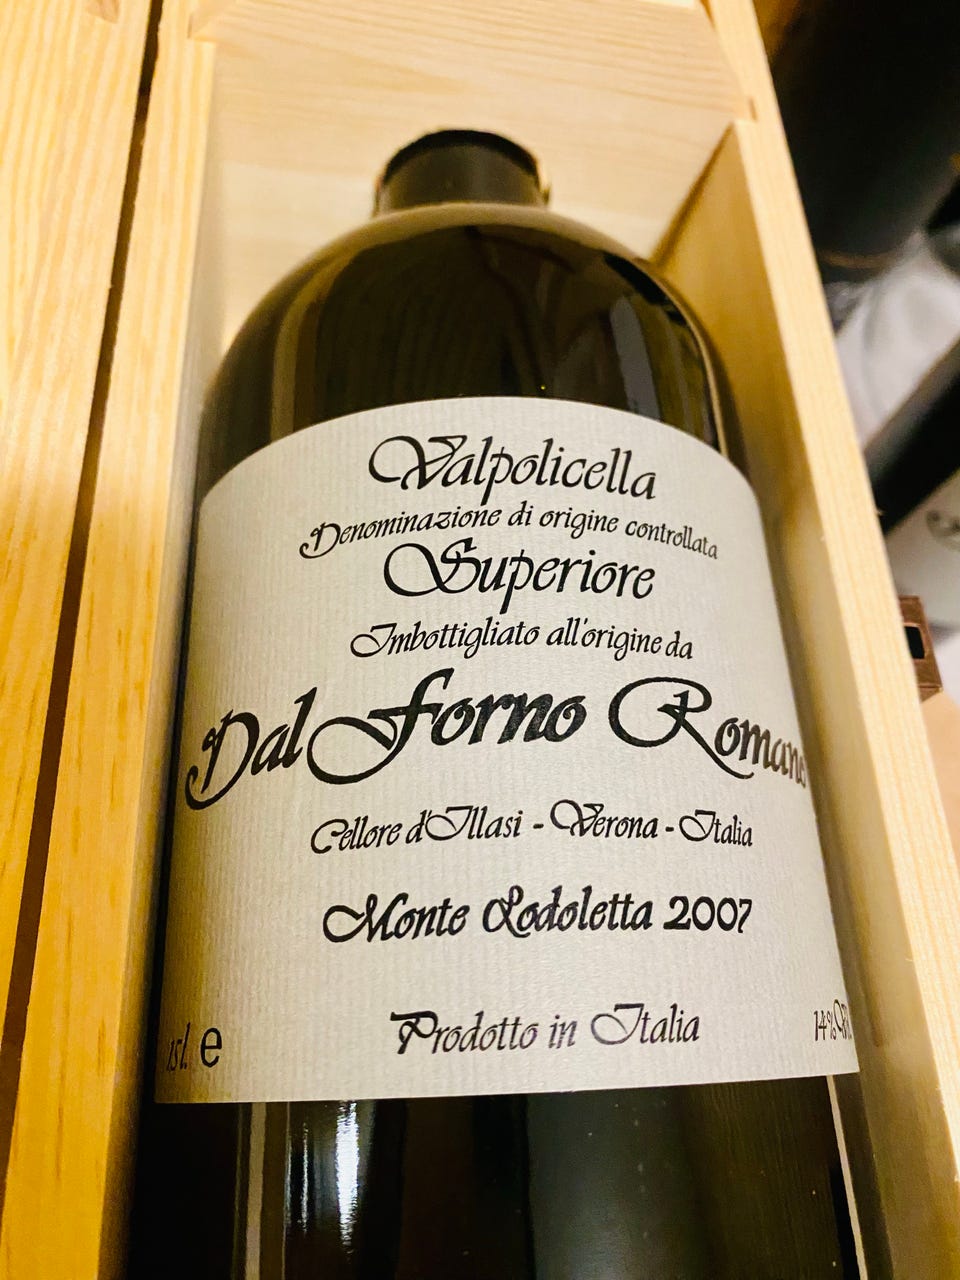 Valpolicella
Denominazione di origine controllata
Superiore
Imbottigliato all'origine da
Dal Forno Romano
Cellore d'Illasi - Verona - Italia
Monte Lodoletta 2007
Prodotto in Italia
e
14%